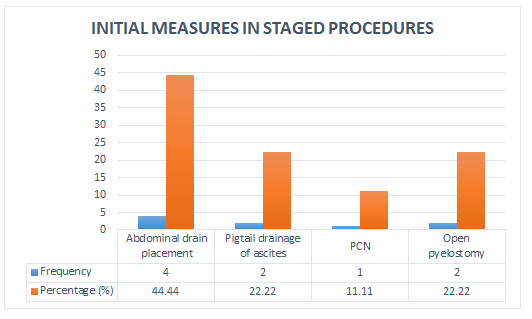 INITIAL MEASURES IN STAGED PROCEDURES
50
45
40
35
30
25
20
15
10
5
0
Abdominal drain placement Pigtail drainage of ascites PCN Open pyelostomy
Frequency 4 2 1 2
Percentage (%) 44.44 22.22 11.11 22.22